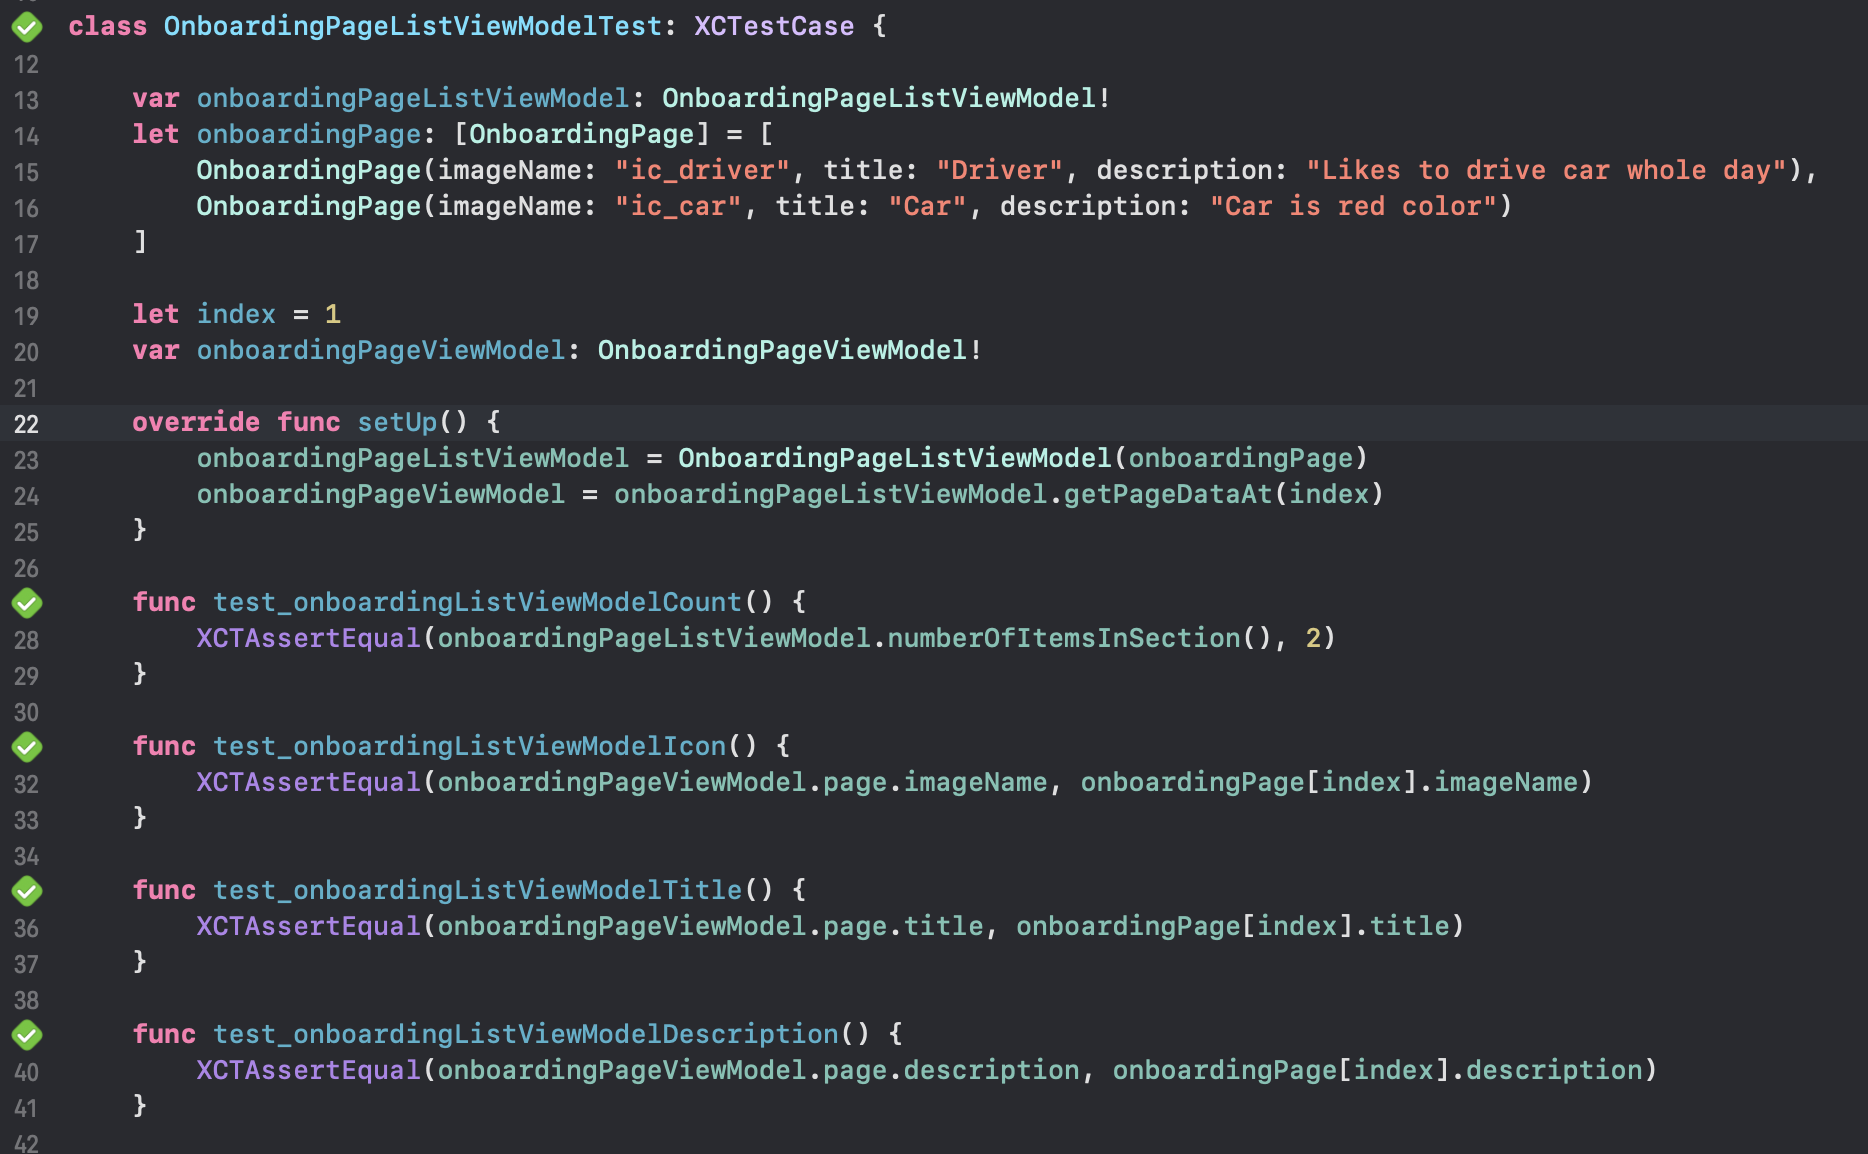 class OnboardingPageListViewModelTest: XCTestCase {
12
13 var onboardingPageListViewModel: OnboardingPageListViewModel!
14 let onboardingPage: [OnboardingPage] = [
15 OnboardingPage(imageName: "ic_driver", title: "Driver", description: "Likes to drive car whole day"),
16 OnboardingPage(imageName: "ic_car", title: "Car", description: "Car is red color")
17 ]
18
19 let index = 1
20 var onboardingPageViewModel: OnboardingPageViewModel!
21
22 override func setUp() {
23 onboardingPageListViewModel = OnboardingPageListViewModel(onboardingPage)
24 onboardingPageViewModel = onboardingPageListViewModel.getPageDataAt(index)
25 }
26
func test_onboardingListViewModelCount() {
28 XCTAssertEqual(onboardingPageListViewModel.numberOfItemsInSection(), 2)
29 }
30
func test_onboardingListViewModelIcon() {
32 XCTAssertEqual(onboardingPageViewModel.page.imageName, onboardingPage[index].imageName)
33 }
34
func test_onboardingListViewModelTitle() {
36 XCTAssertEqual(onboardingPageViewModel.page.title, onboardingPage[index].title)
37 }
38
func test_onboardingListViewModelDescription() {
40 XCTAssertEqual(onboardingPageViewModel.page.description, onboardingPage[index].description)
41 }
42